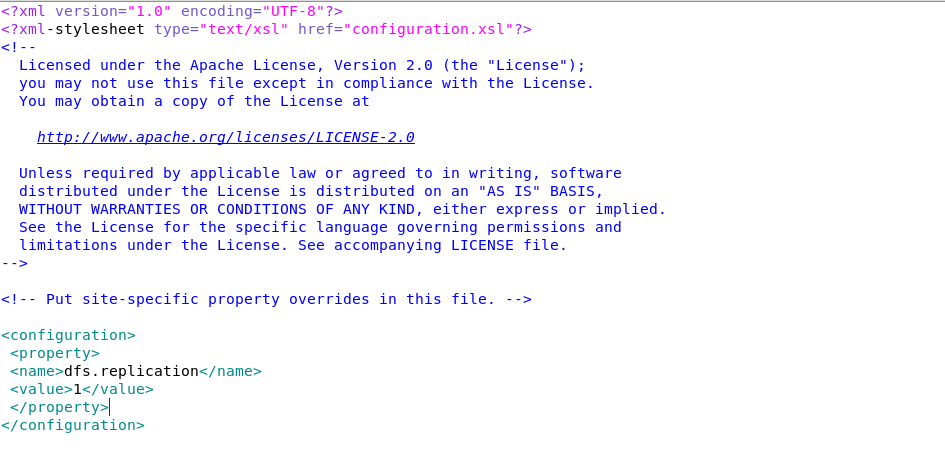 <?xml version="1.0" encoding="UTF-8"?>
<?xml-stylesheet type="text/xsl" href="configuration.xsl"?>
<!--
  Licensed under the Apache License, Version 2.0 (the "License");
  you may not use this file except in compliance with the License.
  You may obtain a copy of the License at

    http://www.apache.org/licenses/LICENSE-2.0

  Unless required by applicable law or agreed to in writing, software
  distributed under the License is distributed on an "AS IS" BASIS,
  WITHOUT WARRANTIES OR CONDITIONS OF ANY KIND, either express or implied.
  See the License for the specific language governing permissions and
  limitations under the License. See accompanying LICENSE file.
-->

<!-- Put site-specific property overrides in this file. -->

<configuration>
 <property>
 <name>dfs.replication</name>
 <value>1</value>
 </property>
</configuration>